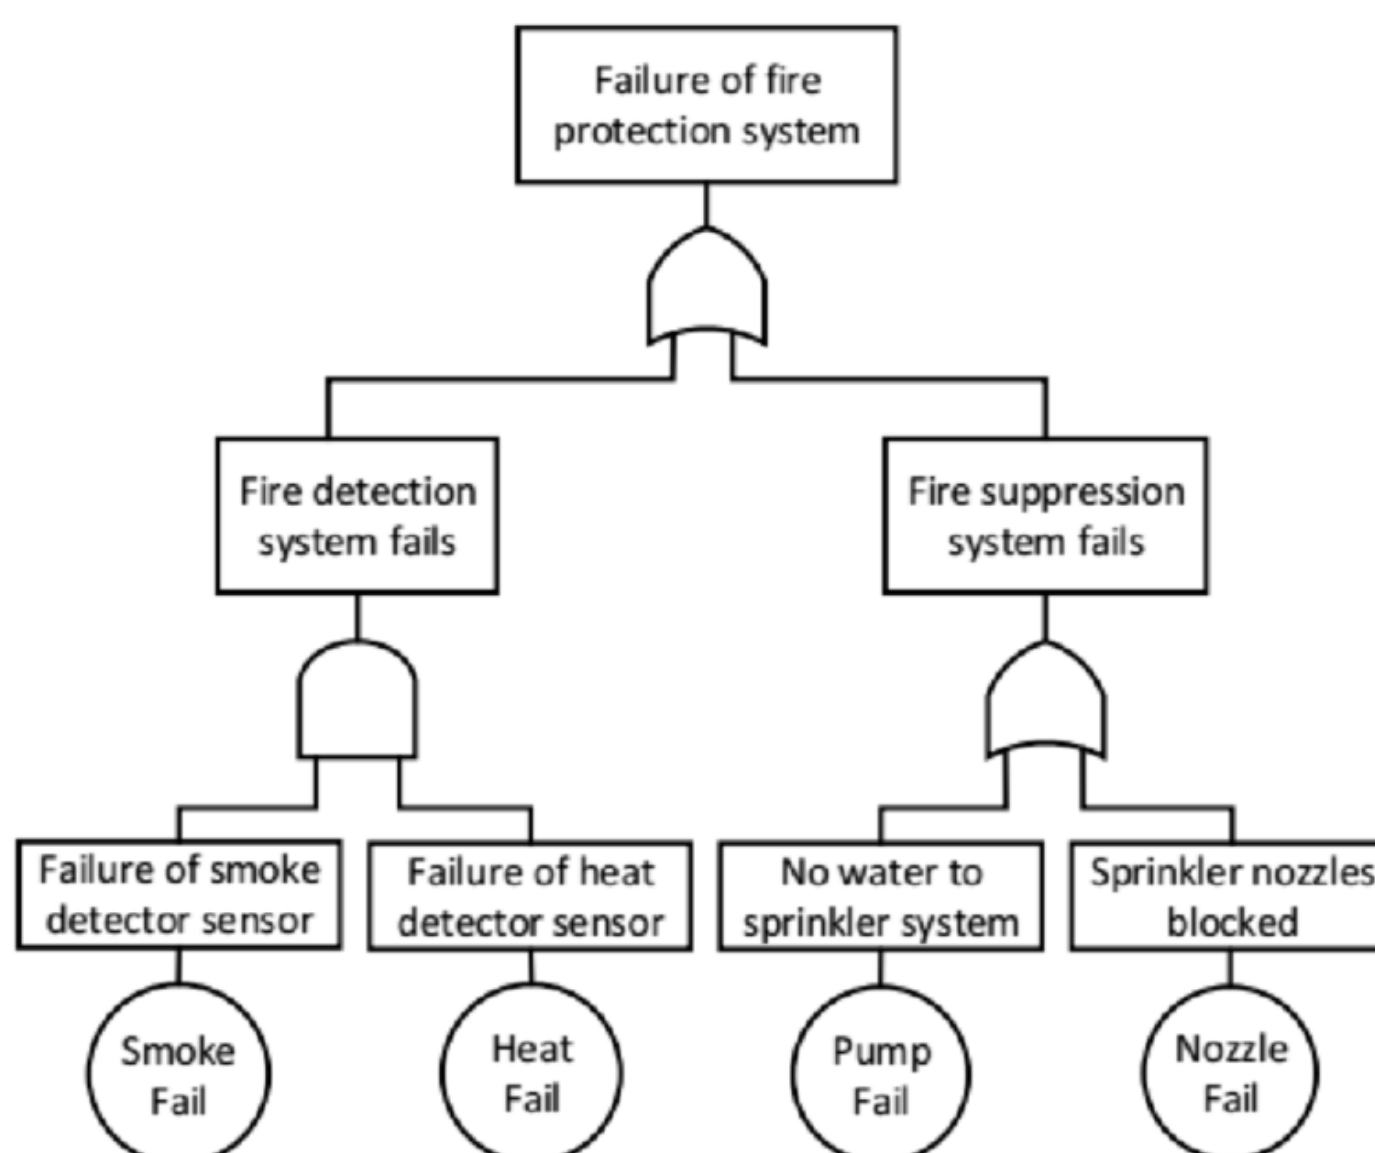 Failure of fire
protection system
Fire detection
system fails
Fire suppression
system fails
Failure of smoke
detector sensor
Failure of heat
detector sensor
No water to
sprinkler system
Sprinkler nozzles
blocked
Smoke
Fail
Heat
Fail
Pump
Fail
Nozzle
Fail